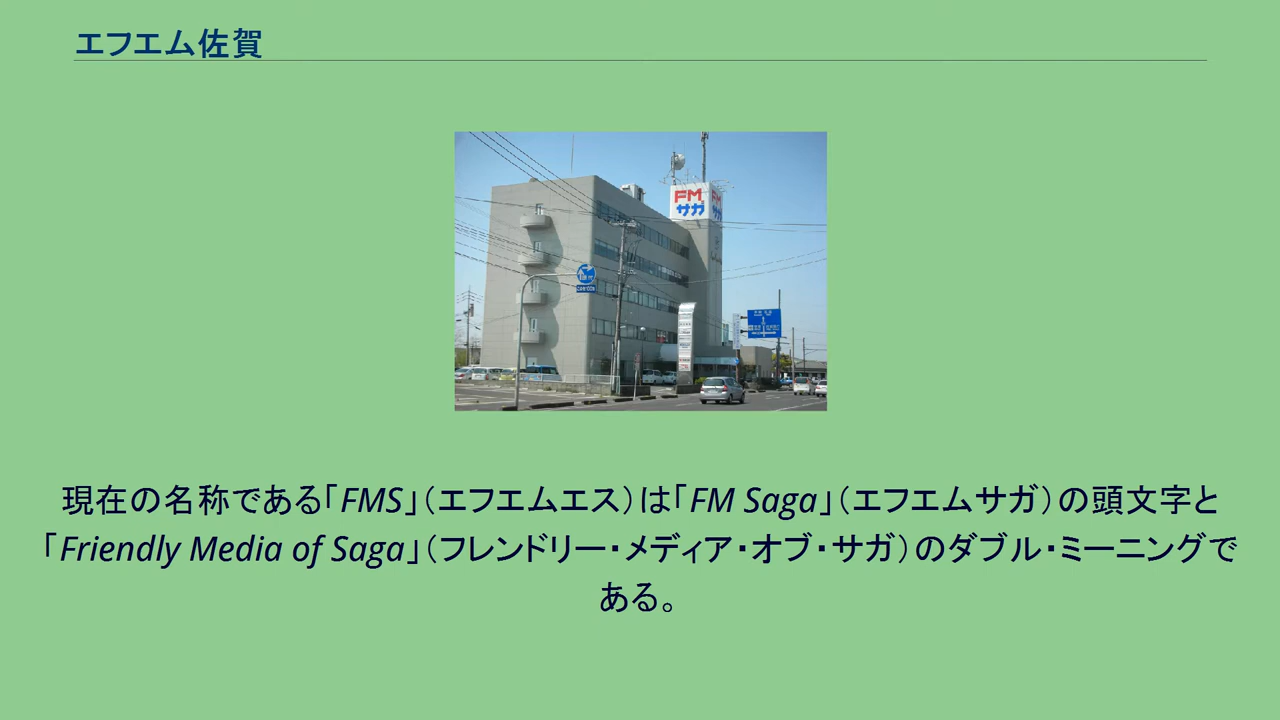 エフエム佐賀
FM
サガ
現在の名称である「FMS」（エフエムエス）は「FM Saga」（エフエムサガ）の頭文字と
「Friendly Media of Saga」（フレンドリー・メディア・オブ・サガ）のダブル・ミーニングで
ある。